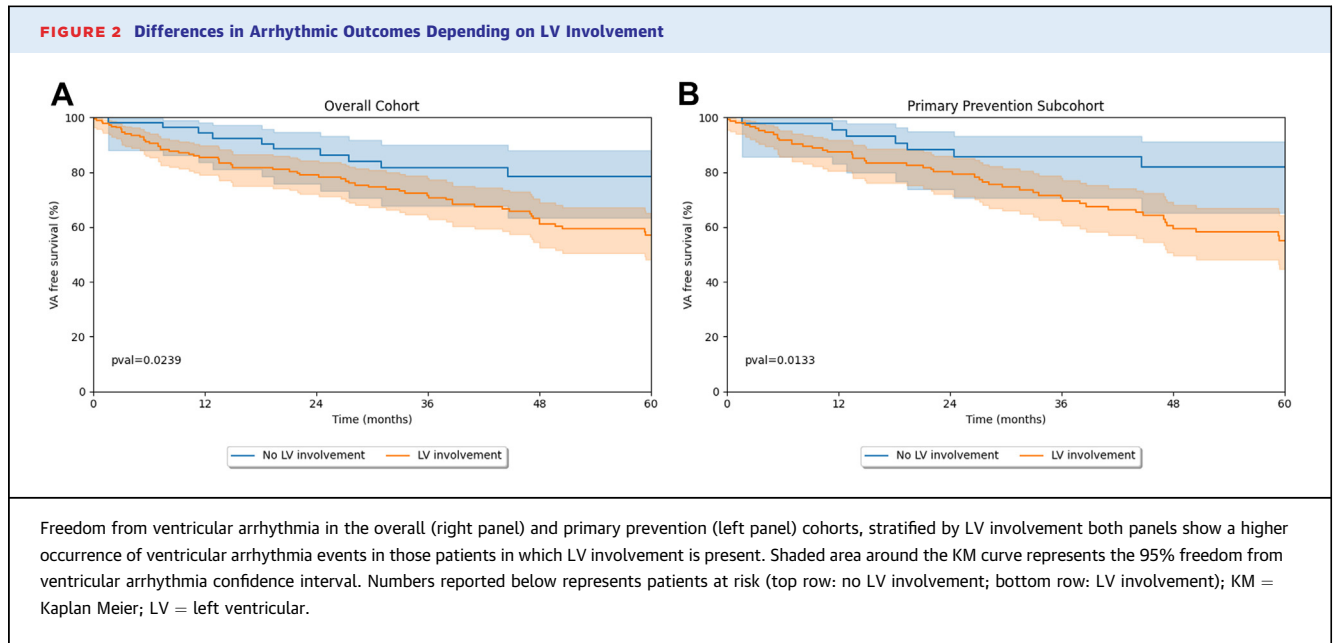 FIGURE 2 Differences in Arrhythmic Outcomes Depending on LV Involvement
A
Overall Cohort
100
80
60
40
20
0
VA free survival (%)
pval=0.0239
0 12 24 36 48 60
Time (months)
No LV involvement LV involvement
B
Primary Prevention Subcohort
100
80
60
40
20
0
VA free survival (%)
pval=0.0133
0 12 24 36 48 60
Time (months)
No LV involvement LV involvement
Freedom from ventricular arrhythmia in the overall (right panel) and primary prevention (left panel) cohorts, stratified by LV involvement both panels show a higher
occurrence of ventricular arrhythmia events in those patients in which LV involvement is present. Shaded area around the KM curve represents the 95% freedom from
ventricular arrhythmia confidence interval. Numbers reported below represents patients at risk (top row: no LV involvement; bottom row: LV involvement); KM =
Kaplan Meier; LV = left ventricular.